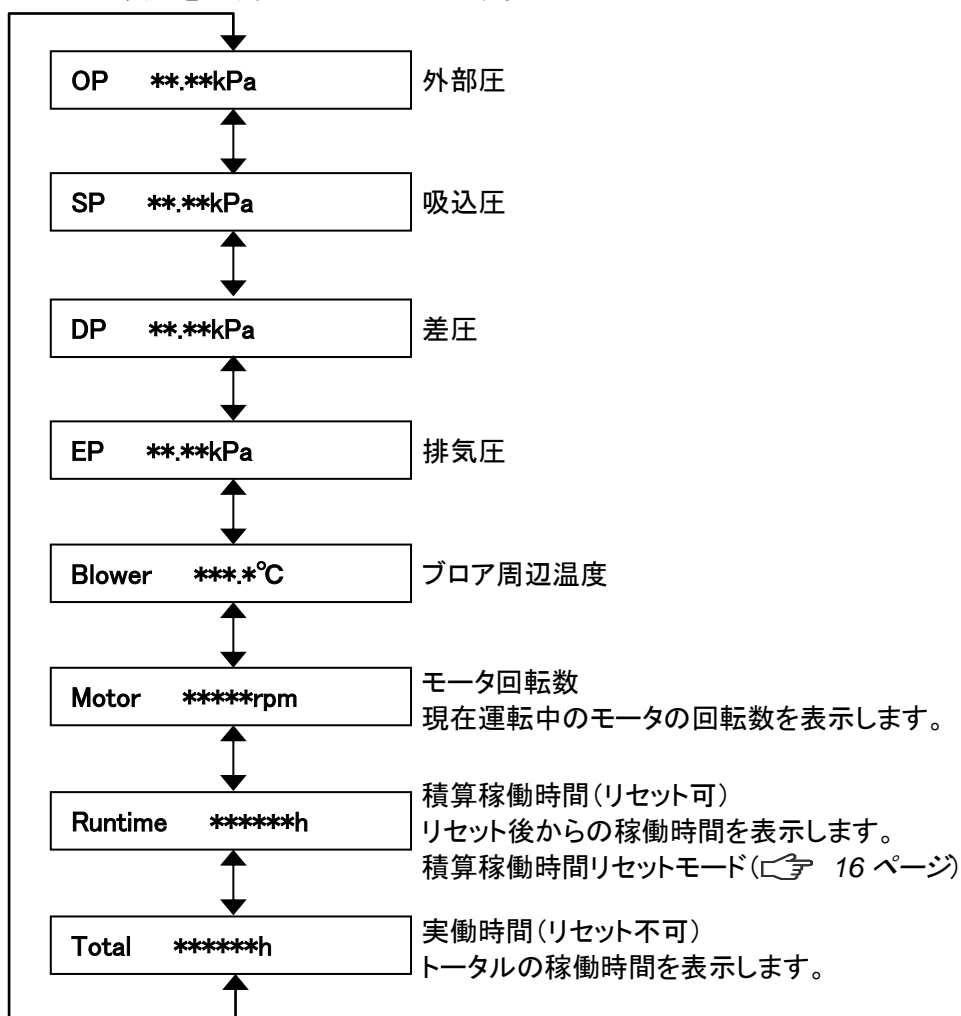 OP **.**kPa 外部圧
SP **.**kPa 吸込圧
DP **.**kPa 差圧
EP **.**kPa 排気圧
Blower ***.*℃ ブロア周辺温度
Motor *****rpm モータ回転数
現在運転中のモータの回転数を表示します。
Runtime ******h 積算稼働時間(リセット可)
リセット後からの稼働時間を表示します。
積算稼働時間リセットモード(☞ 16 ページ)
Total ******h 実働時間(リセット不可)
トータルの稼働時間を表示します。